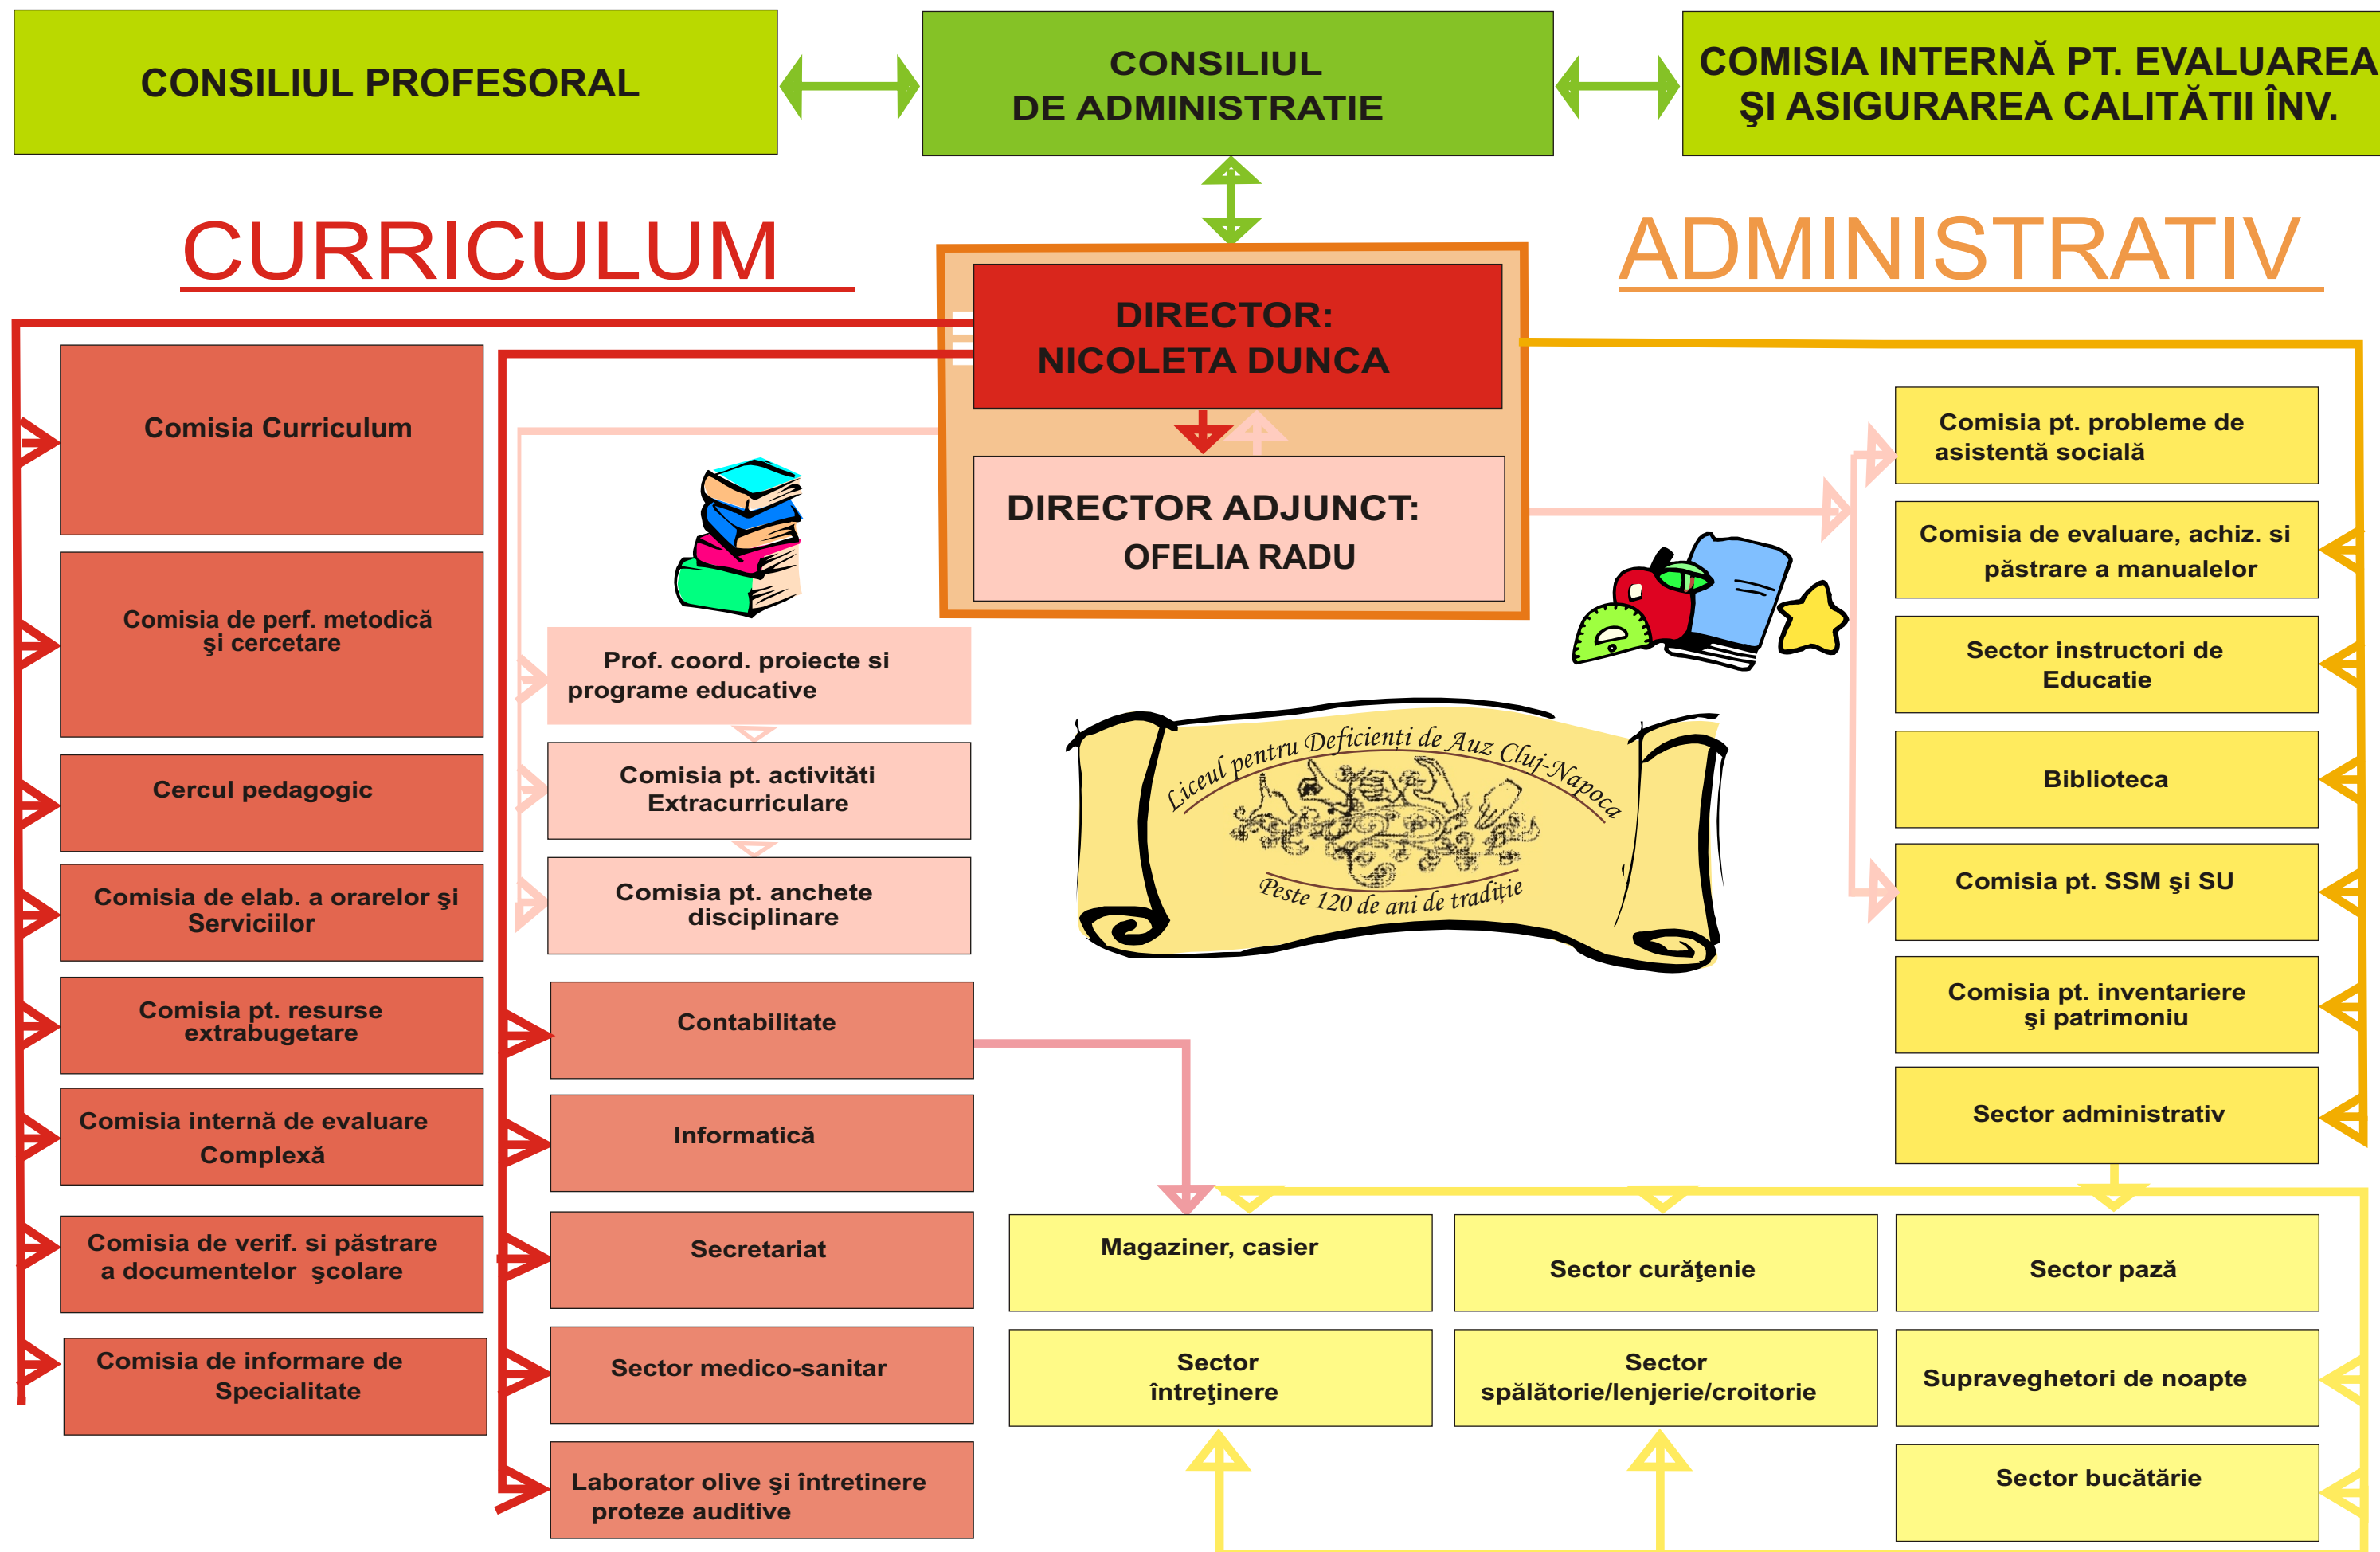 CONSILIUL PROFESORAL
CONSILIUL
DE ADMINISTRATIE
COMISIA INTERNĂ PT. EVALUAREA
ŞI ASIGURAREA CALITĂTII ÎNV.
CURRICULUM
ADMINISTRATIV
DIRECTOR:
NICOLETA DUNCA
DIRECTOR ADJUNCT:
OFELIA RADU
Comisia Curriculum
Comisia de perf. metodică
şi cercetare
Cercul pedagogic
Comisia de elab. a orarelor şi
Serviciilor
Comisia pt. resurse
extrabugetare
Comisia internă de evaluare
Complexă
Comisia de verif. si păstrare
a documentelor şcolare
Comisia de informare de
Specialitate
Prof. coord. proiecte si
programe educative
Comisia pt. activităti
Extracurriculare
Comisia pt. anchete
disciplinare
Contabilitate
Informatică
Secretariat
Sector medico-sanitar
Laborator olive şi întretinere
proteze auditive
Liceul pentru Deficienți de Auz Cluj-Napoca
Peste 120 de ani de tradiție
Comisia pt. probleme de
asistentă socială
Comisia de evaluare, achiz. si
păstrare a manualelor
Sector instructori de
Educatie
Biblioteca
Comisia pt. SSM şi SU
Comisia pt. inventariere
şi patrimoniu
Sector administrativ
Magaziner, casier
Sector curăţenie
Sector pază
Sector
întreţinere
Sector
spălătorie/lenjerie/croitorie
Supraveghetori de noapte
Sector bucătărie